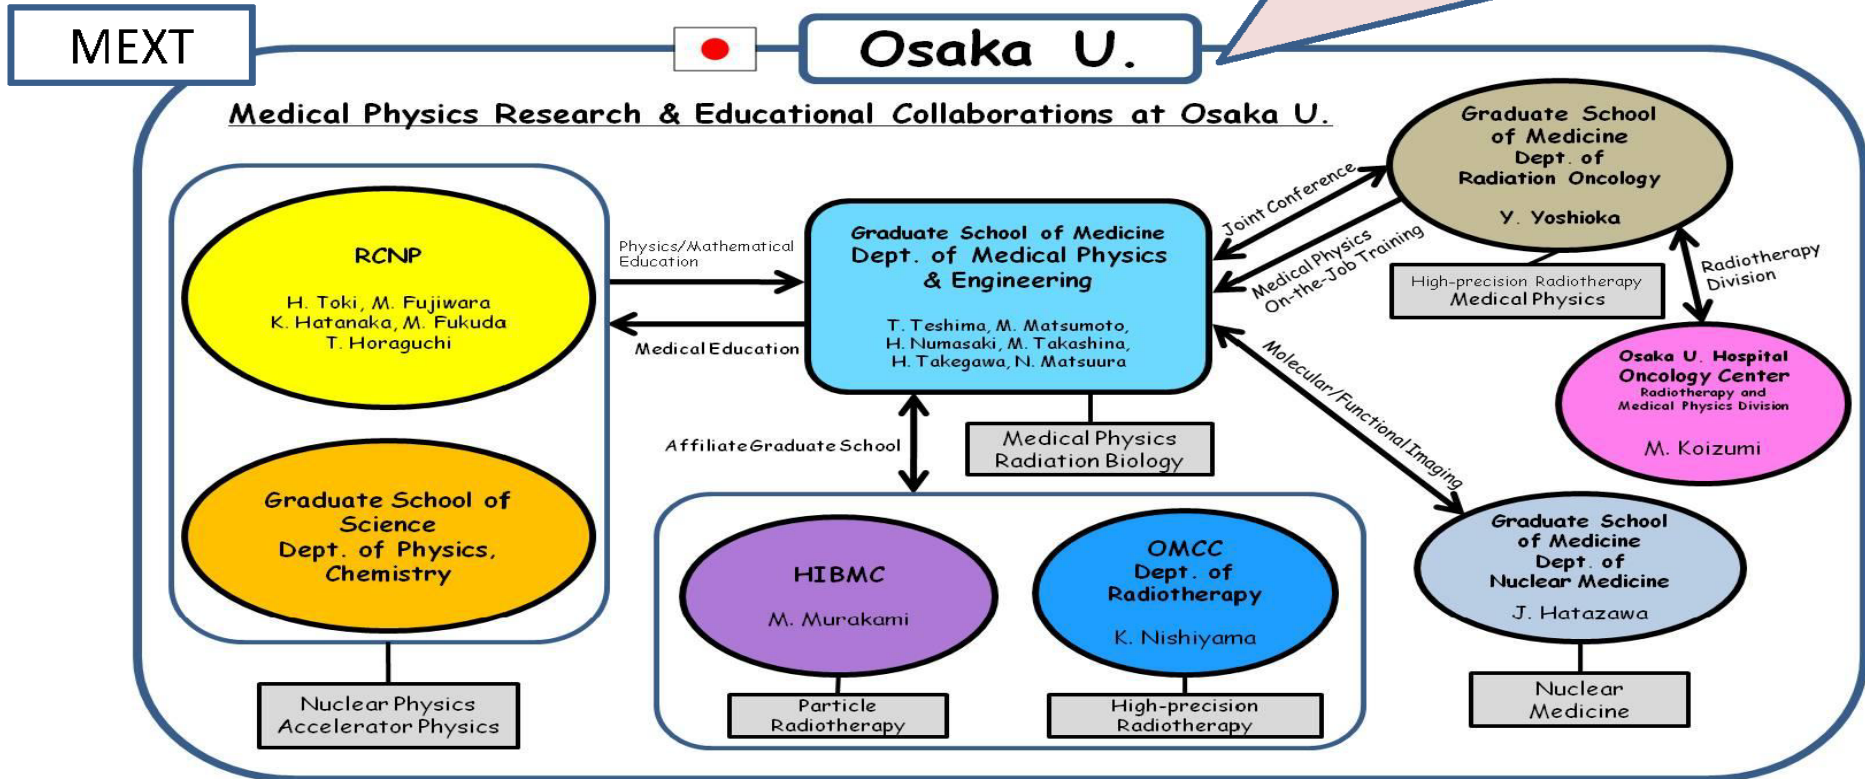 MEXT
Osaka U.
Medical Physics Research & Educational Collaborations at Osaka U.
RCNP
H. Toki, M. Fujiwara
K. Hatanaka, M. Fukuda
T. Horaguchi
Graduate School of
Science
Dept. of Physics,
Chemistry
Nuclear Physics
Accelerator Physics
Physics/Mathematical
Education
Medical Education
Graduate School of Medicine
Dept. of Medical Physics
& Engineering
T. Teshima, M. Matsumoto,
H. Numasaki, M. Takashina,
H. Takegawa, N. Matsuura
Medical Physics
Radiation Biology
Affiliate Graduate School
HIBMC
M. Murakami
Particle
Radiotherapy
OMCC
Dept. of
Radiotherapy
K. Nishiyama
High-precision
Radiotherapy
Joint Conference
Medical Physics
On-the-Job Training
Molecular/Functional Imaging
Graduate School
of Medicine
Dept. of
Radiation Oncology
Y. Yoshioka
High-precision Radiotherapy
Medical Physics
Radiotherapy
Division
Osaka U. Hospital
Oncology Center
Radiotherapy and
Medical Physics Division
M. Koizumi
Graduate School
of Medicine
Dept. of
Nuclear Medicine
J. Hatazawa
Nuclear
Medicine